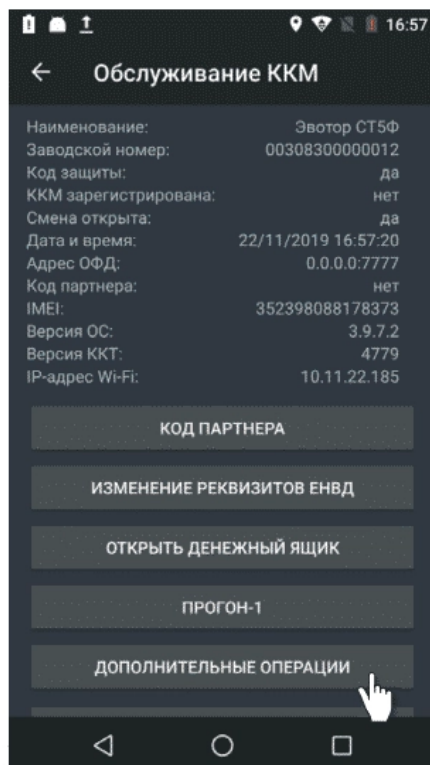 16:57
Обслуживание ККМ
Наименование: Эвотор СТ5Ф
Заводской номер: 00308300000012
Код защиты: да
ККМ зарегистрирована: нет
Смена открыта: да
Дата и время: 22/11/2019 16:57:20
Адрес ОФД: 0.0.0.0:7777
Код партнера: нет
IMEI: 352398088178373
Версия ОС: 3.9.7.2
Версия ККТ: 4779
IP-адрес Wi-Fi: 10.11.22.185
КОД ПАРТНЕРА
ИЗМЕНЕНИЕ РЕКВИЗИТОВ ЕНВД
ОТКРЫТЬ ДЕНЕЖНЫЙ ЯЩИК
ПРОГОН-1
ДОПОЛНИТЕЛЬНЫЕ ОПЕРАЦИИ